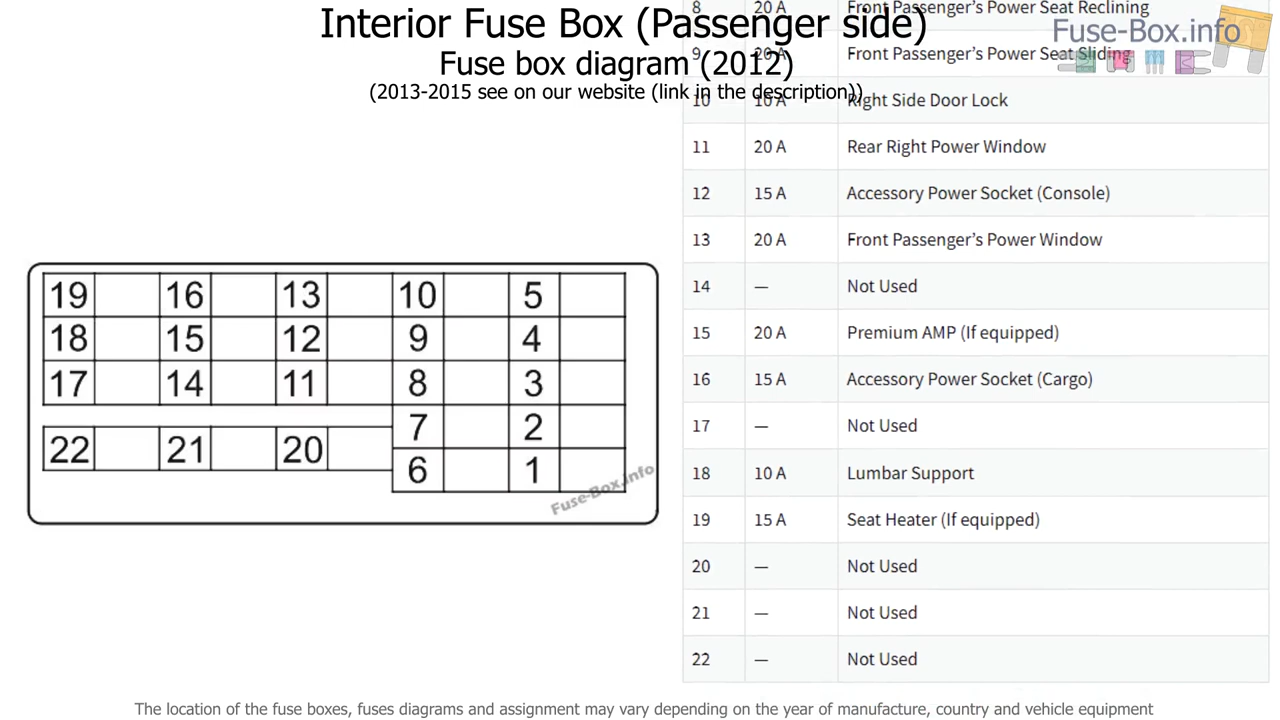 Interior Fuse Box (Passenger side)
Fuse box diagram (2012)
(2013-2015 see on our website (link in the description))
Fuse-Box.info
8 20 A Front Passenger’s Power Seat Reclining
9 20 A Front Passenger’s Power Seat Sliding
10 10 A Right Side Door Lock
11 20 A Rear Right Power Window
12 15 A Accessory Power Socket (Console)
13 20 A Front Passenger’s Power Window
14 — Not Used
15 20 A Premium AMP (If equipped)
16 15 A Accessory Power Socket (Cargo)
17 — Not Used
18 10 A Lumbar Support
19 15 A Seat Heater (If equipped)
20 — Not Used
21 — Not Used
22 — Not Used
19 16 13 10 5
18 15 12 9 4
17 14 11 8 3
7 2
22 21 20
6 1
Fuse-Box.info
The location of the fuse boxes, fuses diagrams and assignment may vary depending on the year of manufacture, country and vehicle equipment